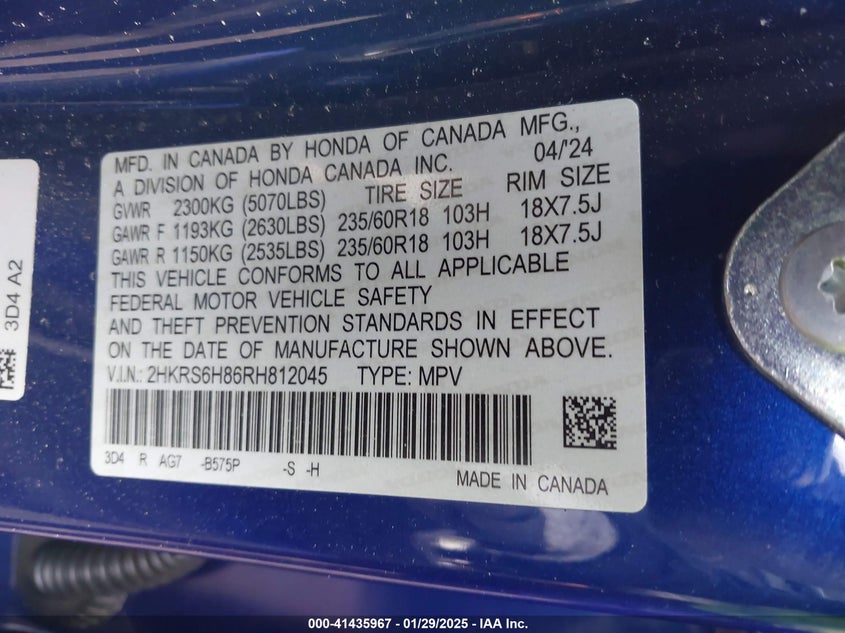 MFD. IN CANADA BY HONDA OF CANADA MFG.,
A DIVISION OF HONDA CANADA INC. 04/'24
GVWR 2300KG (5070LBS) TIRE SIZE RIM SIZE
GAWR F 1193KG (2630LBS) 235/60R18 103H 18X7.5J
GAWR R 1150KG (2535LBS) 235/60R18 103H 18X7.5J
THIS VEHICLE CONFORMS TO ALL APPLICABLE
FEDERAL MOTOR VEHICLE SAFETY
AND THEFT PREVENTION STANDARDS IN EFFECT
ON THE DATE OF MANUFACTURE SHOWN ABOVE.
V.I.N.: 2HKRS6H86RH812045 TYPE: MPV
3D4 R AG7 -B575P -S -H
MADE IN CANADA
3D4 A2
000-41435967 - 01/29/2025 - IAA Inc.